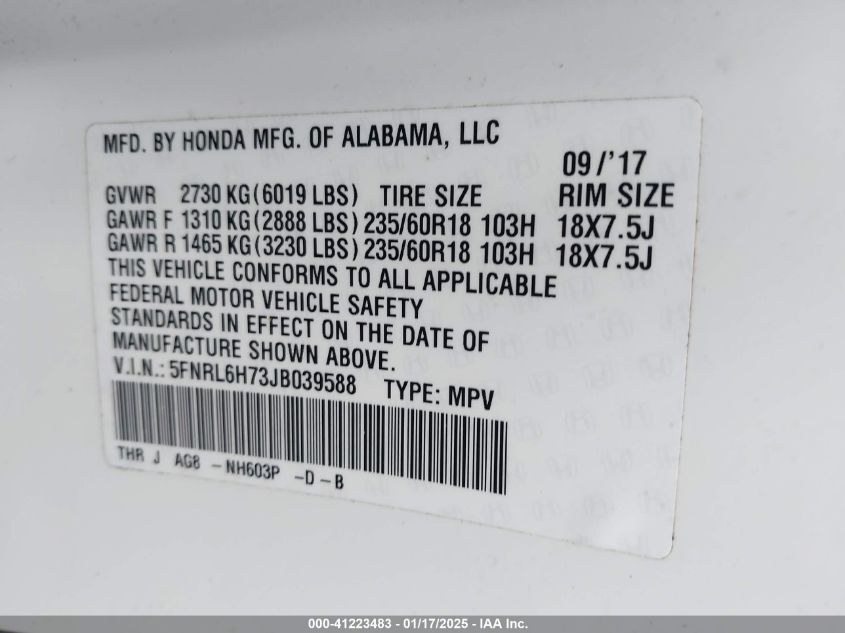 MFD. BY HONDA MFG. OF ALABAMA, LLC
09/'17
GVWR 2730 KG(6019 LBS) TIRE SIZE RIM SIZE
GAWR F 1310 KG(2888 LBS) 235/60R18 103H 18X7.5J
GAWR R 1465 KG(3230 LBS) 235/60R18 103H 18X7.5J
THIS VEHICLE CONFORMS TO ALL APPLICABLE
FEDERAL MOTOR VEHICLE SAFETY
STANDARDS IN EFFECT ON THE DATE OF
MANUFACTURE SHOWN ABOVE.
V.I.N.: 5FNRL6H73JB039588 TYPE: MPV
THR J AG8 -NH603P -D-B
000-41223483 - 01/17/2025 - IAA Inc.